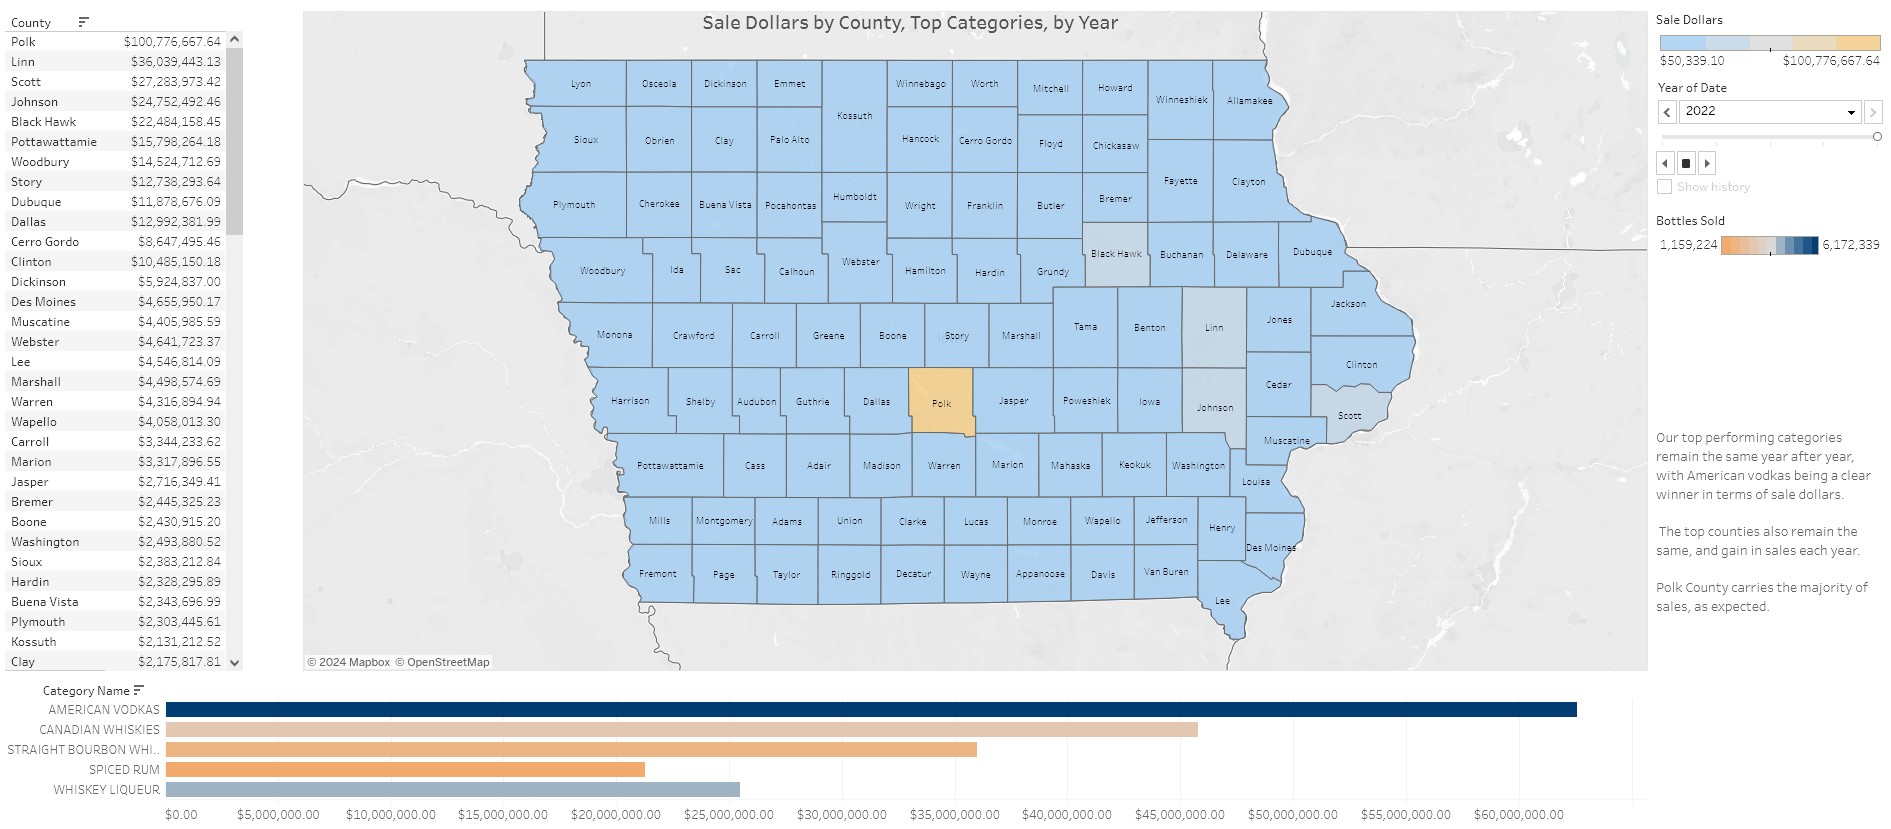 Sale Dollars by County, Top Categories, by Year
County
Polk $100,776,667.64
Linn $36,039,443.13
Scott $27,283,973.42
Johnson $24,752,492.46
Black Hawk $22,484,158.45
Pottawattamie $15,798,264.18
Woodbury $14,524,712.69
Story $12,738,293.64
Dubuque $11,878,676.09
Dallas $12,992,381.99
Cerro Gordo $8,647,495.46
Clinton $10,485,150.18
Dickinson $5,924,837.00
Des Moines $4,655,950.17
Muscatine $4,405,985.59
Webster $4,641,723.37
Lee $4,546,814.09
Marshall $4,498,574.69
Warren $4,316,894.94
Wapello $4,058,013.30
Carroll $3,344,233.62
Marion $3,317,896.55
Jasper $2,716,349.41
Bremer $2,445,325.23
Boone $2,430,915.20
Washington $2,493,880.52
Sioux $2,383,212.84
Hardin $2,328,295.89
Buena Vista $2,343,696.99
Plymouth $2,303,445.61
Kossuth $2,131,212.52
Clay $2,175,817.81
Lyon Osceola Dickinson Emmet Winnebago Worth Mitchell Howard Winneshiek Allamakee
Kossuth
Sioux Obrien Clay Palo Alto Hancock Cerro Gordo Floyd Chickasaw
Fayette Clayton
Plymouth Cherokee Buena Vista Pocahontas Humboldt Wright Franklin Butler Bremer
Woodbury Ida Sac Calhoun Webster Hamilton Hardin Grundy Black Hawk Buchanan Delaware Dubuque
Jackson
Monona Crawford Carroll Greene Boone Story Marshall Tama Benton Linn Jones
Clinton
Harrison Shelby Audubon Guthrie Dallas Polk Jasper Poweshiek Iowa Johnson Cedar Scott
Muscatine
Pottawattamie Cass Adair Madison Warren Marion Mahaska Keokuk Washington
Louisa
Mills Montgomery Adams Union Clarke Lucas Monroe Wapello Jefferson Henry
Des Moines
Fremont Page Taylor Ringgold Decatur Wayne Appanoose Davis Van Buren
Lee
© 2024 Mapbox © OpenStreetMap
Sale Dollars
$50,339.10 $100,776,667.64
Year of Date
2022
Show history
Bottles Sold
1,159,224 6,172,339
Our top performing categories
remain the same year after year,
with American vodkas being a clear
winner in terms of sale dollars.
The top counties also remain the
same, and gain in sales each year.
Polk County carries the majority of
sales, as expected.
Category Name
AMERICAN VODKAS
CANADIAN WHISKIES
STRAIGHT BOURBON WHI..
SPICED RUM
WHISKEY LIQUEUR
$0.00 $5,000,000.00 $10,000,000.00 $15,000,000.00 $20,000,000.00 $25,000,000.00 $30,000,000.00 $35,000,000.00 $40,000,000.00 $45,000,000.00 $50,000,000.00 $55,000,000.00 $60,000,000.00